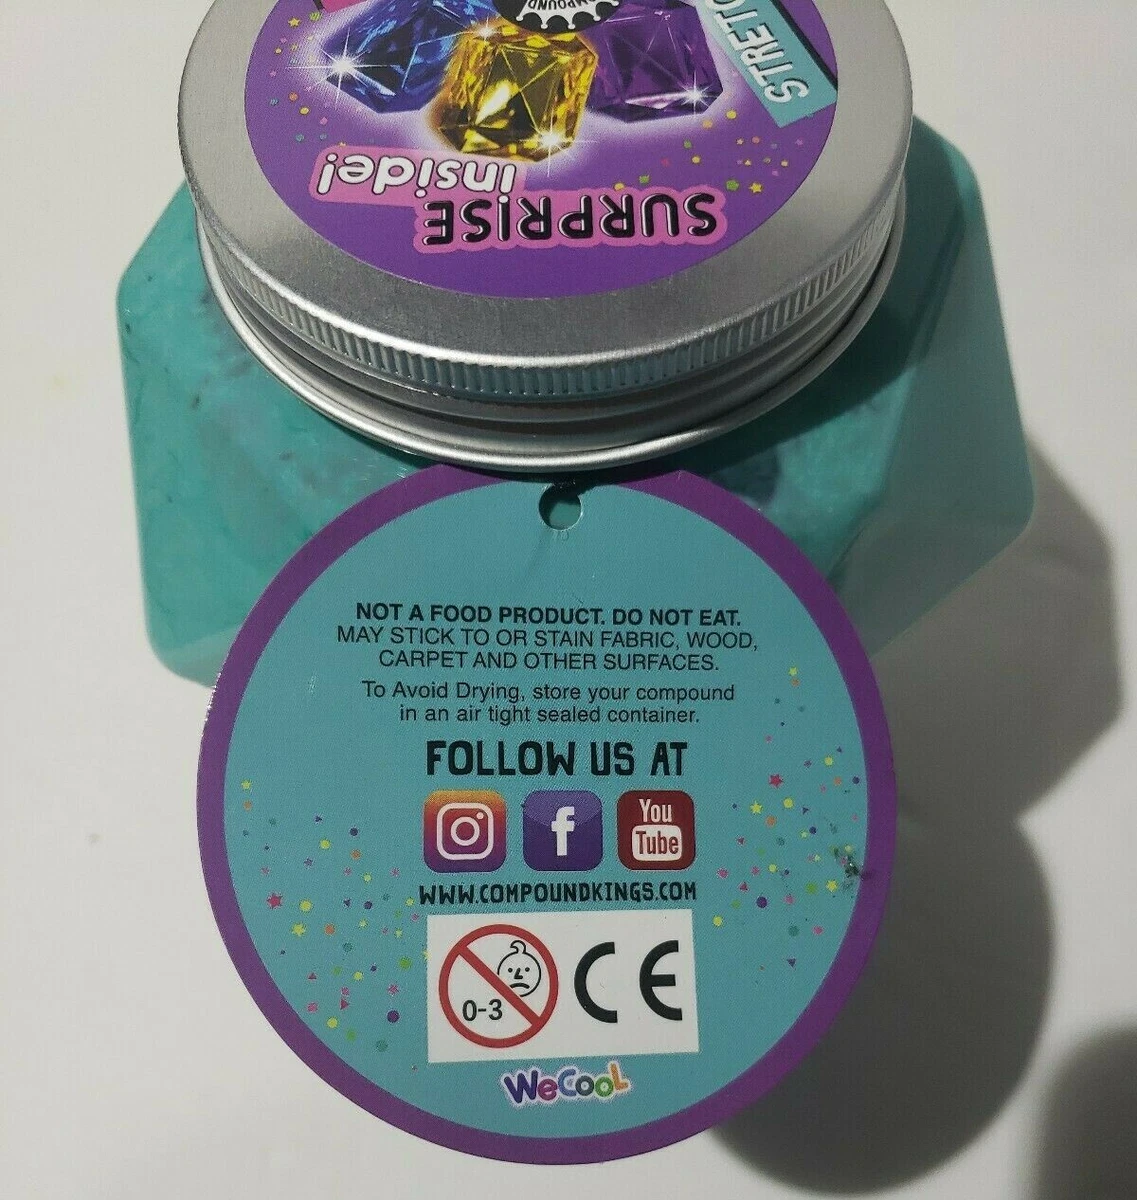 COMPOUND
STRETC
SURPRISE
inside!
NOT A FOOD PRODUCT. DO NOT EAT.
MAY STICK TO OR STAIN FABRIC, WOOD,
CARPET AND OTHER SURFACES.
To Avoid Drying, store your compound
in an air tight sealed container.
FOLLOW US AT
f
You
Tube
WWW.COMPOUNDKINGS.COM
0-3
CE
WeCool